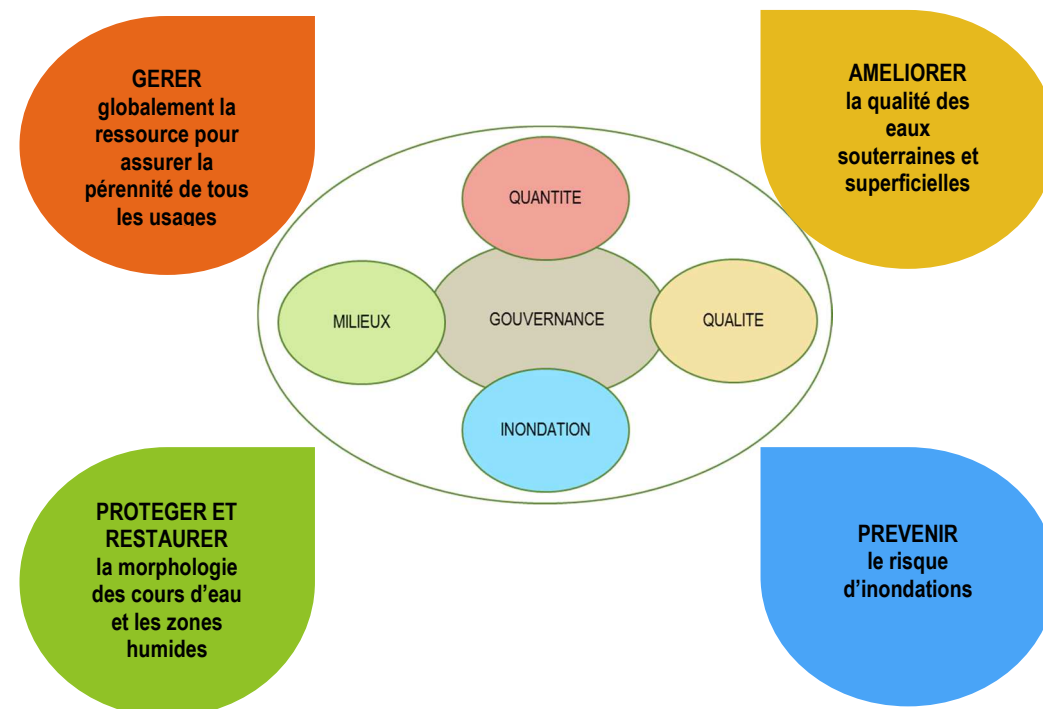 GERER
globalement la
ressource pour
assurer la
pérennité de tous
les usages
AMELIORER
la qualité des
eaux
souterraines et
superficielles
QUANTITE
MILIEUX
GOUVERNANCE
QUALITE
INONDATION
PROTEGER ET
RESTAURER
la morphologie
des cours d'eau
et les zones
humides
PREVENIR
le risque
d'inondations